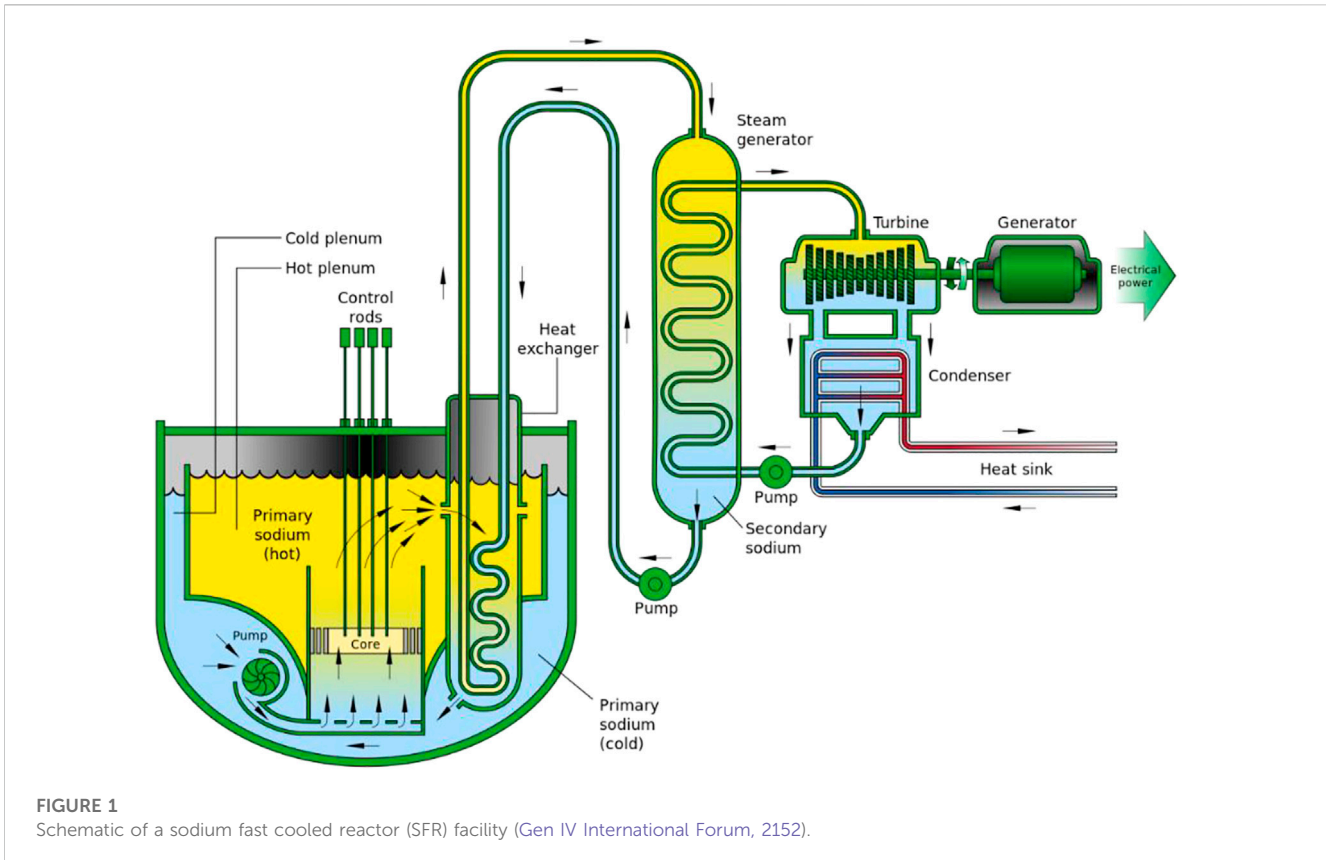 Steam
generator
Turbine
Generator
Electrical
power
Cold plenum
Hot plenum
Control
rods
Heat
exchanger
Condenser
Heat sink
Pump
Secondary
sodium
Pump
Primary
sodium
(hot)
Pump
Core
Primary
sodium
(cold)
FIGURE 1
Schematic of a sodium fast cooled reactor (SFR) facility (Gen IV International Forum, 2152).